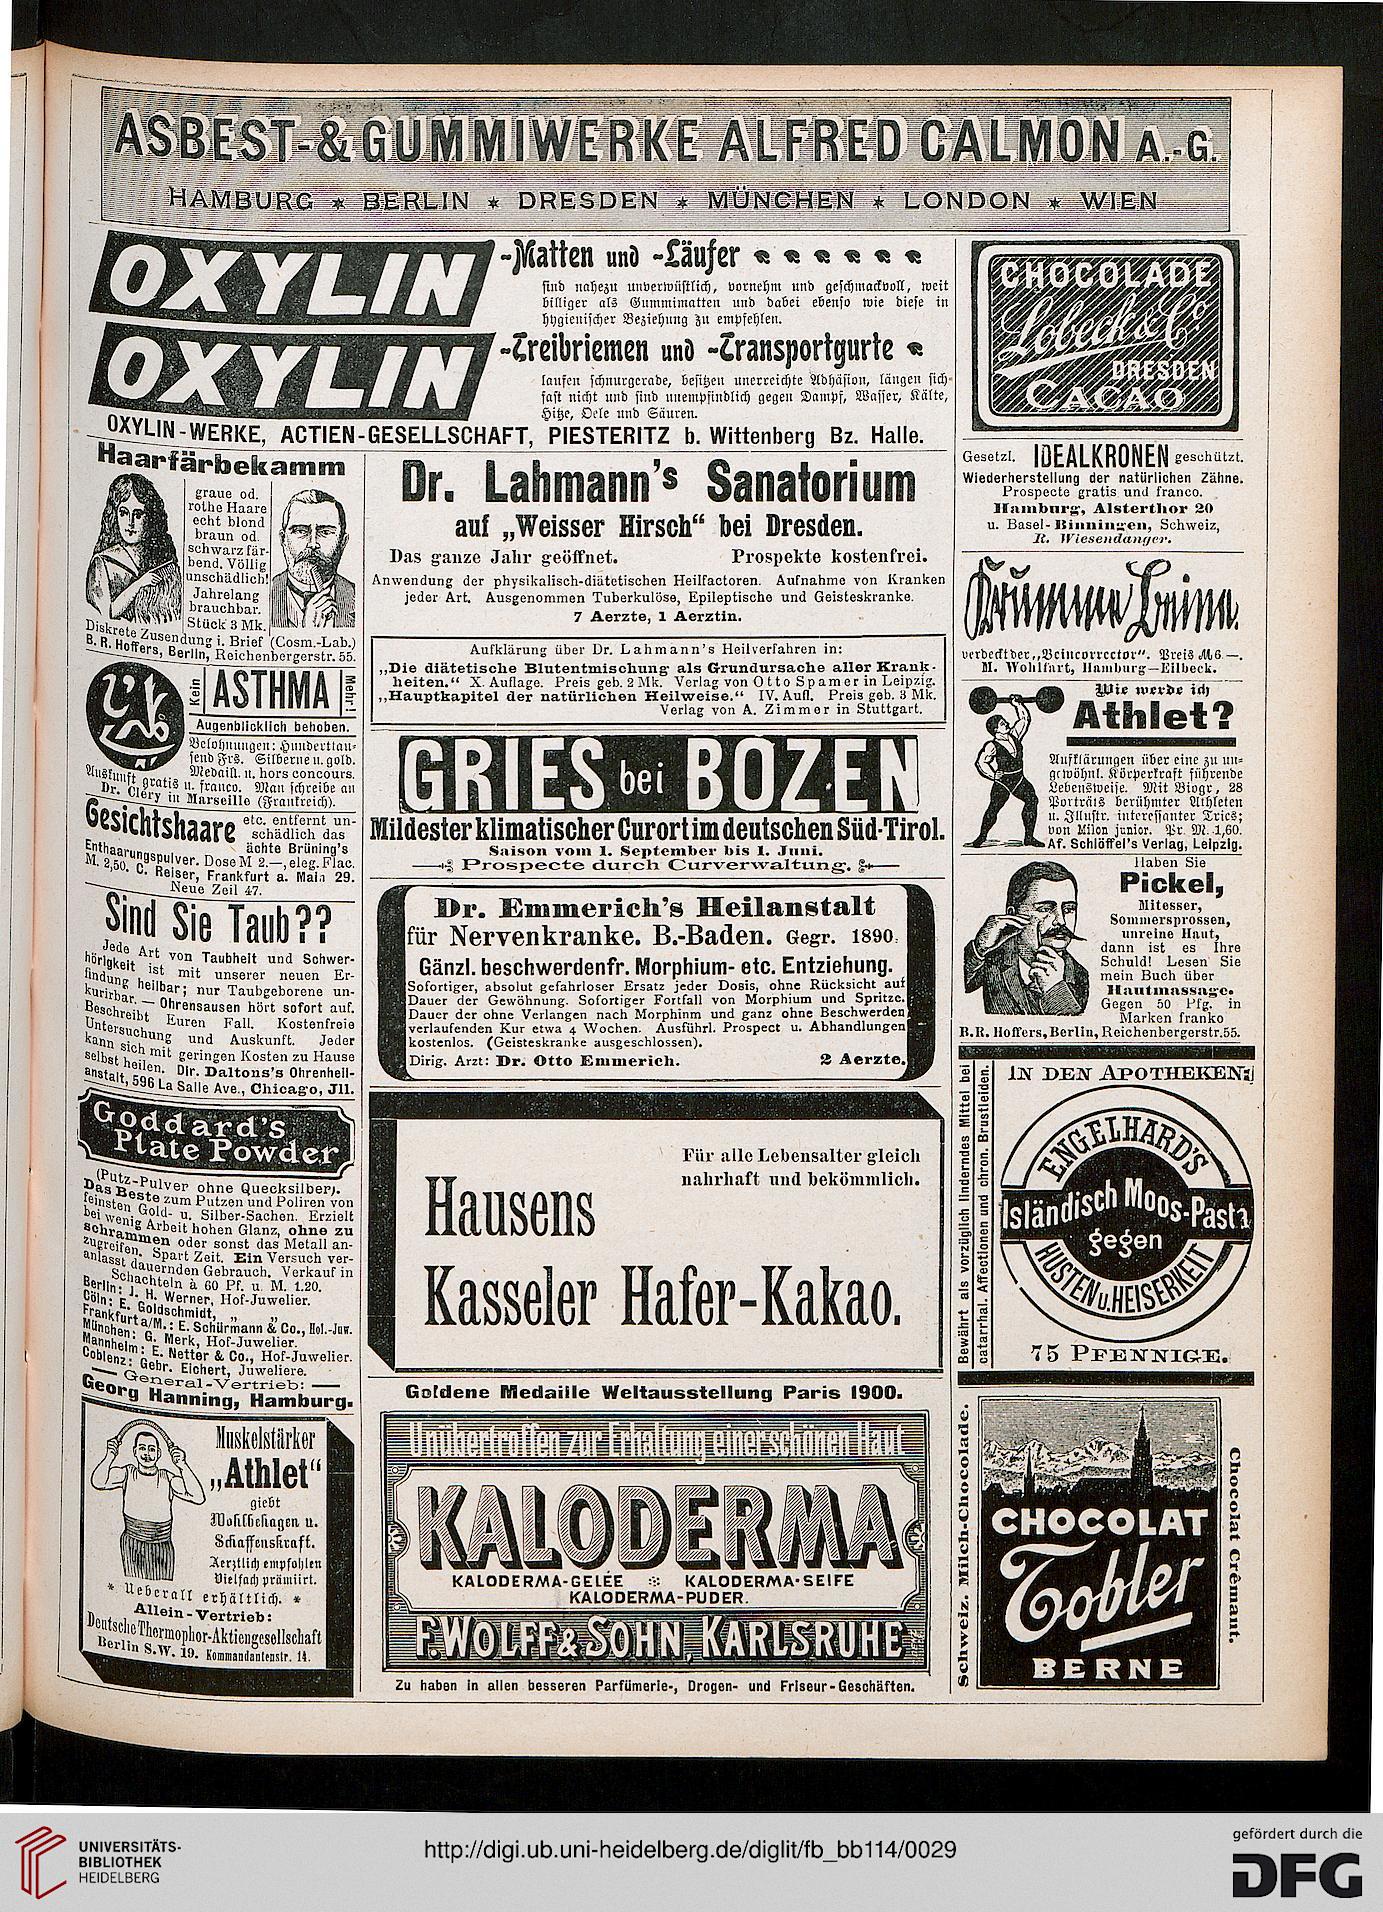 ASBEST-& GUMMIWERKE ALFRED CALMON A.-G.
HAMBURG * BERLIN * DRESDEN * MÜNCHEN * LONDON * WIEN
OXYLIN
-Matten und -Läufer
sind nahezu unverwüstlich, vornehm und geschmackvoll, weit
billiger als Gummimatten und dabei ebenso wie diese in
hygienischer Beziehung zu empfehlen.
OXYLIN
-Treibriemen und -Transportgurte
laufen schnurgerade, besitzen unerreichte Adhäsion, längen sich
fast nicht und sind unempfindlich gegen Dampf, Wasser, Kälte,
Hitze, Oele und Säuren.
OXYLIN-WERKE, ACTIEN-GESELLSCHAFT, PIESTERITZ b. Wittenberg Bz. Halle.
Haarfärbekamm
graue od.
rothe Haare
echt blond
braun od.
schwarz fär-
bend. Völlig
unschädlich!
Jahrelang
brauchbar.
Stück 3 Mk.
Diskrete Zusendung i. Brief (Cosm.-Lab.)
B. R. Hoffers, Berlin, Reichenbergerstr. 55.
Kein
ASTHMA
Mehr!
Augenblicklich behoben.
Belohnungen: Hunderttau-
send Frs. Silberne u. gold.
Medaill. u. hors concours.
Auskunft gratis u. franco. Man schreibe an
Dr. Cléry in Marseille (Frankreich).
Gesichtshaare
etc. entfernt un-
schädlich das
ächte Brüning's
Enthaarungspulver. Dose M 2.—, eleg. Flac.
M. 2,50. C. Reiser, Frankfurt a. Main 29.
Neue Zeil 47.
Sind Sie Taub??
Jede Art von Taubheit und Schwer-
hörigkeit ist mit unserer neuen Er-
findung heilbar; nur Taubgeborene un-
kurirbar. — Ohrensausen hört sofort auf.
Beschreibt Euren Fall. Kostenfreie
Untersuchung und Auskunft. Jeder
kann sich mit geringen Kosten zu Hause
selbst heilen. Dir. Daltons's Ohrenheil-
anstalt, 596 La Salle Ave., Chicago, Jll.
Goddard's
Plate Powder
(Putz-Pulver ohne Quecksilber).
Das Beste zum Putzen und Poliren von
feinsten Gold- u. Silber-Sachen. Erzielt
bei wenig Arbeit hohen Glanz, ohne zu
schrammen oder sonst das Metall an-
zugreifen. Spart Zeit. Ein Versuch ver-
anlasst dauernden Gebrauch. Verkauf in
Schachteln à 60 Pf. u. M. 1.20.
Berlin: J. H. Werner, Hof-Juwelier.
Cöln: E. Goldschmidt, „ „
Frankfurt a/M.: E. Schürmann & Co., Hof.-Juw.
München: G. Merk, Hof-Juwelier.
Mannheim: E. Netter & Co., Hof-Juwelier.
Coblenz: Gebr. Eichert, Juweliere.
General-Vertrieb:
Georg Hanning, Hamburg.
Muskelstärker
„Athlet“
giebt
Wohlbehagen u.
Schaffenskraft.
Aerztlich empfohlen
Vielfach prämiirt.
* Ueberall erhältlich. *
Allein-Vertrieb:
Deutsche Thermophor-Aktiengesellschaft
Berlin S.W. 19. Kommandantenstr. 14.
Dr. Lahmann's Sanatorium
auf „Weisser Hirsch“ bei Dresden.
Das ganze Jahr geöffnet. Prospekte kostenfrei.
Anwendung der physikalisch-diätetischen Heilfactoren. Aufnahme von Kranken
jeder Art. Ausgenommen Tuberkulöse, Epileptische und Geisteskranke.
7 Aerzte, 1 Aerztin.
Aufklärung über Dr. Lahmann's Heilverfahren in:
„Die diätetische Blutentmischung als Grundursache aller Krank-
heiten.“ X. Auflage. Preis geb. 2 Mk. Verlag von Otto Spamer in Leipzig.
„Hauptkapitel der natürlichen Heilweise.“ IV. Aufl. Preis geb. 3 Mk.
Verlag von A. Zimmer in Stuttgart.
GRIES bei BOZEN
Mildester klimatischer Curort im deutschen Süd-Tirol.
Saison vom 1. September bis 1. Juni.
Prospecte durch Curverwaltung.
Dr. Emmerich's Heilanstalt
für Nervenkranke. B.-Baden. Gegr. 1890.
Gänzl. beschwerdenfr. Morphium- etc. Entziehung.
Sofortiger, absolut gefahrloser Ersatz jeder Dosis, ohne Rücksicht auf
Dauer der Gewöhnung. Sofortiger Fortfall von Morphium und Spritze.
Dauer der ohne Verlangen nach Morphinm und ganz ohne Beschwerden
verlaufenden Kur etwa 4 Wochen. Ausführl. Prospect u. Abhandlungen
kostenlos. (Geisteskranke ausgeschlossen).
Dirig. Arzt: Dr. Otto Emmerich. 2 Aerzte.
Für alle Lebensalter gleich
nahrhaft und bekömmlich.
Hausens
Kasseler Hafer-Kakao.
Goldene Medaille Weltausstellung Paris 1900.
Unübertroffen zur Erhaltung einer schönen Haut
KALODERMA
KALODERMA-GELÉE KALODERMA-SEIFE
KALODERMA-PUDER.
F. WOLFF & SOHN, KARLSRUHE
Zu haben in allen besseren Parfümerie-, Drogen- und Friseur-Geschäften.
CHOCOLADE
Lobeck & Co.
DRESDEN
CACAO
Gesetzl. IDEALKRONEN geschützt.
Wiederherstellung der natürlichen Zähne.
Prospecte gratis und franco.
Hamburg, Alsterthor 20
u. Basel-Binningen, Schweiz,
R. Wiesendanger.
Krumme Beine.
verdeckt der „Beincorrector“. Preis M 6.—.
M. Wohlfart, Hamburg—Eilbeck.
Wie werde ich
Athlet?
Aufklärungen über eine zu un-
gewöhnl. Körperkraft führende
Lebensweise. Mit Biogr., 28
Porträts berühmter Athleten
u. Illustr. interessanter Trics;
von Milon junior. Pr. M. 1,60.
Af. Schlöffel's Verlag, Leipzig.
Haben Sie
Pickel,
Mitesser,
Sommersprossen,
unreine Haut,
dann ist es Ihre
Schuld! Lesen Sie
mein Buch über
Hautmassage.
Gegen 50 Pfg. in
Marken franko
B. R. Hoffers, Berlin, Reichenbergerstr. 55.
Bewährt als vorzüglich linderndes Mittel bei
catarrhal. Affectionen und chron. Brustleiden.
IN DEN APOTHEKEN:
ENGELHARD'S
Isländisch Moos-Pasta
gegen
HUSTEN u. HEISERKEIT
75 PFENNIGE.
Schweiz. Milch-Chocolade.
CHOCOLAT
Tobler
BERNE
Chocolat Crêmant.
UNIVERSITÄTS-
BIBLIOTHEK
HEIDELBERG
http://digi.ub.uni-heidelberg.de/diglit/fb_bb114/0029
gefördert durch die
DFG